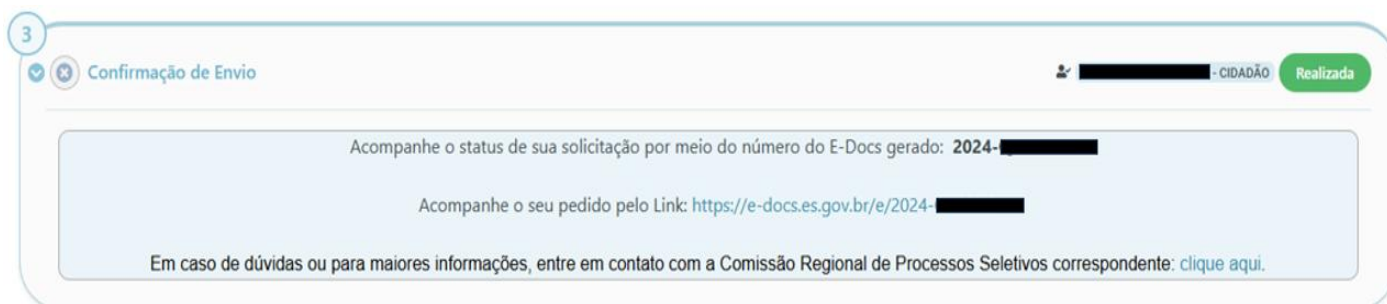 3
Confirmação de Envio
- CIDADÃO
Realizada
Acompanhe o status de sua solicitação por meio do número do E-Docs gerado: 2024-
Acompanhe o seu pedido pelo Link: https://e-docs.es.gov.br/e/2024-
Em caso de dúvidas ou para maiores informações, entre em contato com a Comissão Regional de Processos Seletivos correspondente: clique aqui.